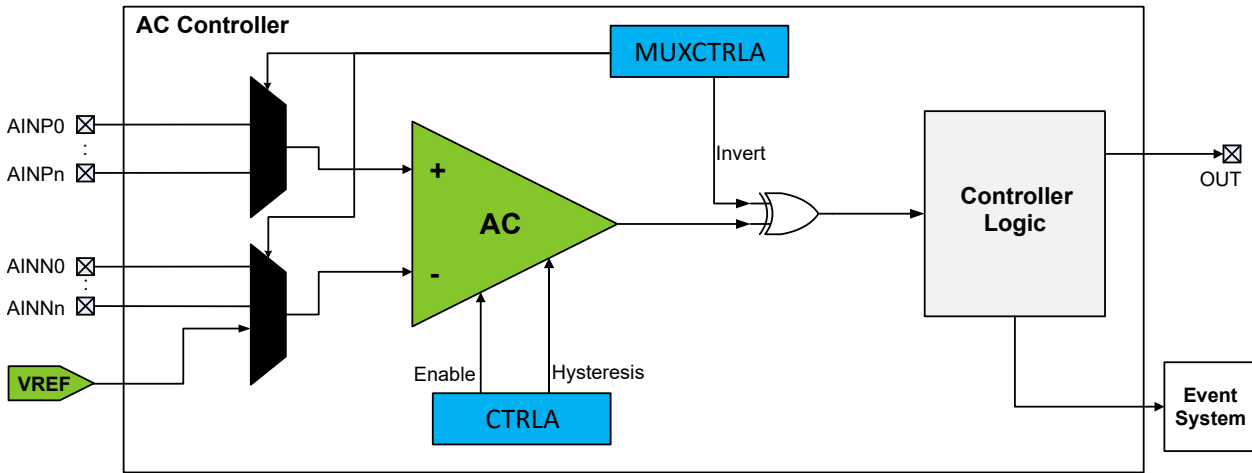 AC Controller
MUXCTRLA
AINP0
:
AINPn
Invert
+
AC
-
Controller
Logic
OUT
AINN0
:
AINNn
VREF
Enable
Hysteresis
CTRLA
Event
System